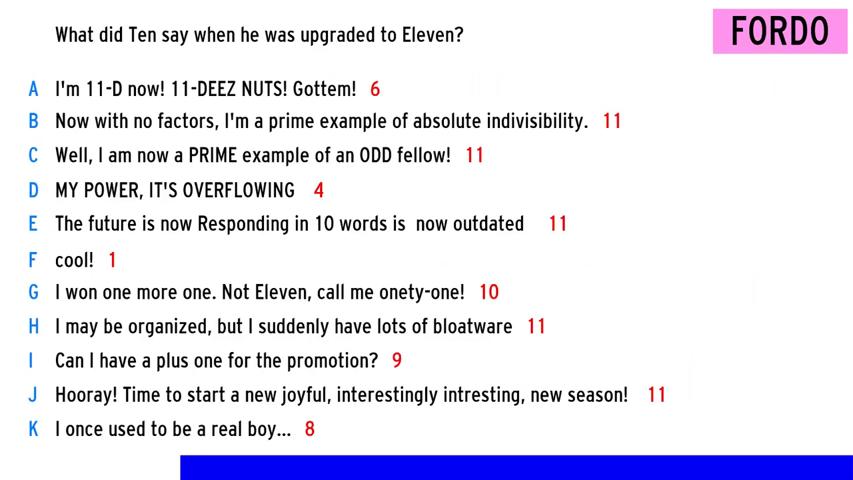 What did Ten say when he was upgraded to Eleven?
FORDO
A I'm 11-D now! 11-DEEZ NUTS! Gottem! 6
B Now with no factors, I'm a prime example of absolute indivisibility. 11
C Well, I am now a PRIME example of an ODD fellow! 11
D MY POWER, IT'S OVERFLOWING 4
E The future is now Responding in 10 words is now outdated 11
F cool! 1
G I won one more one. Not Eleven, call me onety-one! 10
H I may be organized, but I suddenly have lots of bloatware 11
I Can I have a plus one for the promotion? 9
J Hooray! Time to start a new joyful, interestingly intresting, new season! 11
K I once used to be a real boy... 8